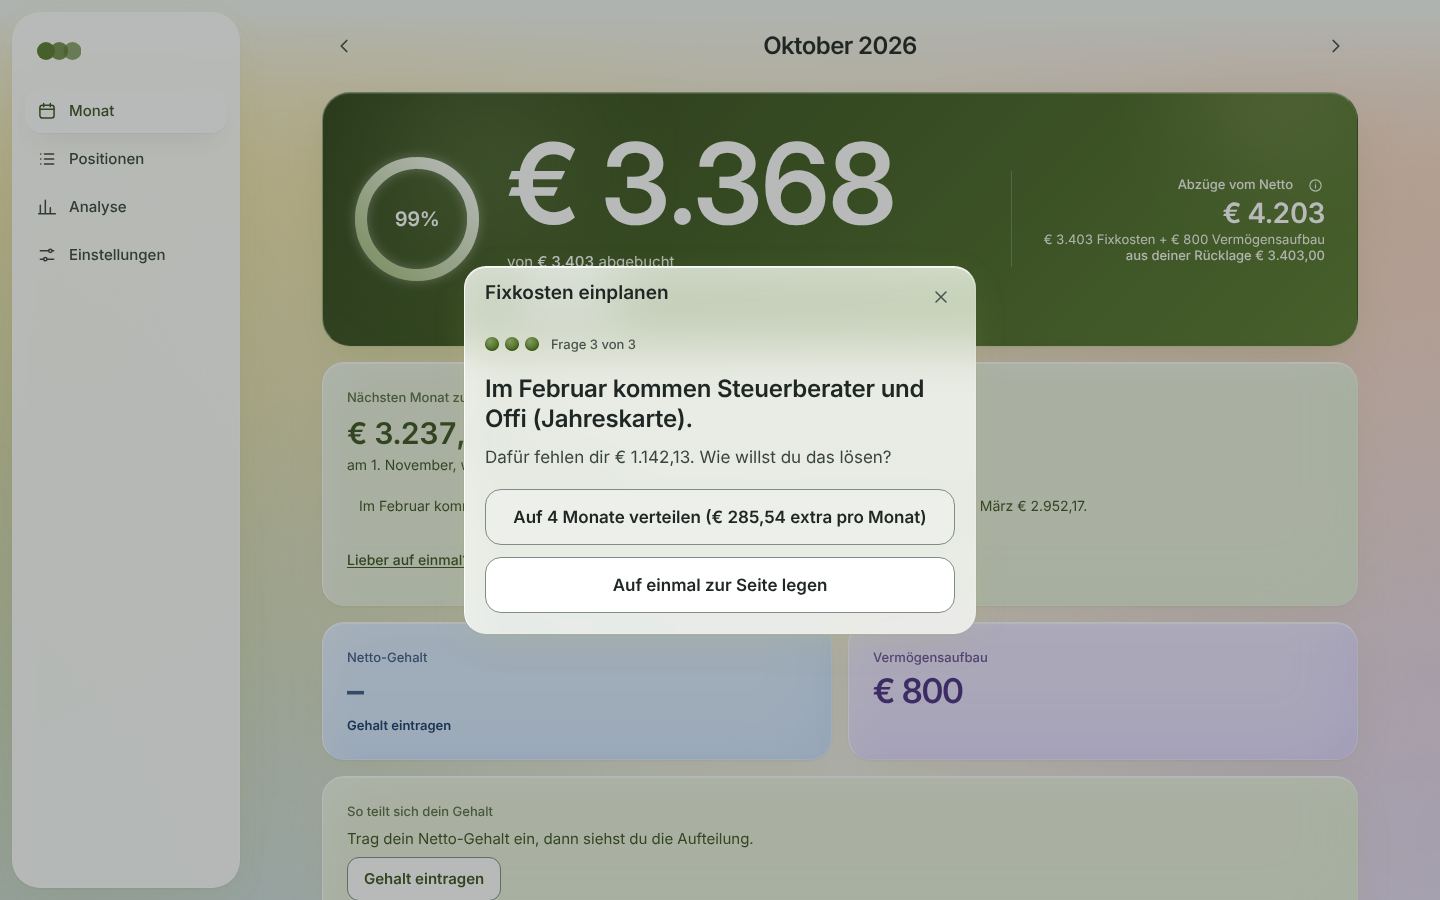 Monat
Positionen
Analyse
Einstellungen
Oktober 2026
99%
€ 3.368
von € 3.403 abgebucht
Abzüge vom Netto
€ 4.203
€ 3.403 Fixkosten + € 800 Vermögensaufbau
aus deiner Rücklage € 3.403,00
Fixkosten einplanen
Frage 3 von 3
Im Februar kommen Steuerberater und
Offi (Jahreskarte).
Dafür fehlen dir € 1.142,13. Wie willst du das lösen?
Auf 4 Monate verteilen (€ 285,54 extra pro Monat)
Auf einmal zur Seite legen
Nächsten Monat
€ 3.237,
am 1. November,
Im Februar
März € 2.952,17.
Lieber auf einmal
Netto-Gehalt
–
Gehalt eintragen
Vermögensaufbau
€ 800
So teilt sich dein Gehalt
Trag dein Netto-Gehalt ein, dann siehst du die Aufteilung.
Gehalt eintragen